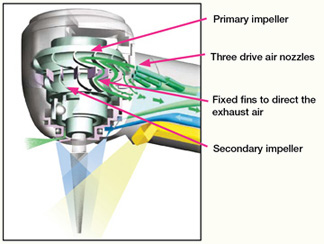 Primary impeller
Three drive air nozzles
Fixed fins to direct the
exhaust air
Secondary impeller